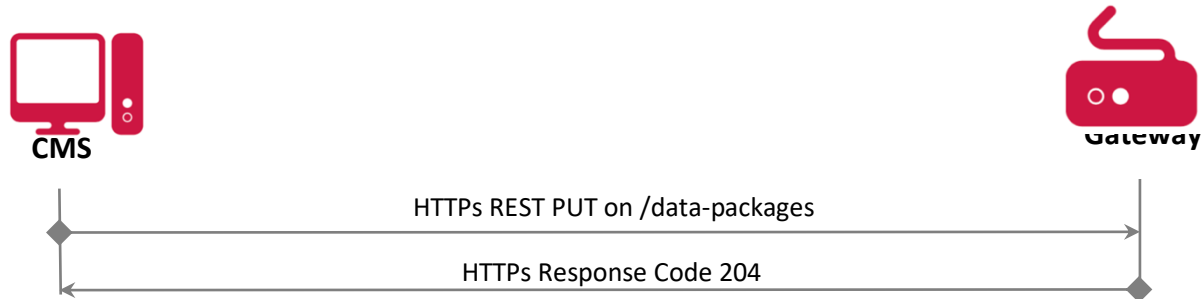 CMS
Gateway
HTTPs REST PUT on /data-packages
HTTPs Response Code 204